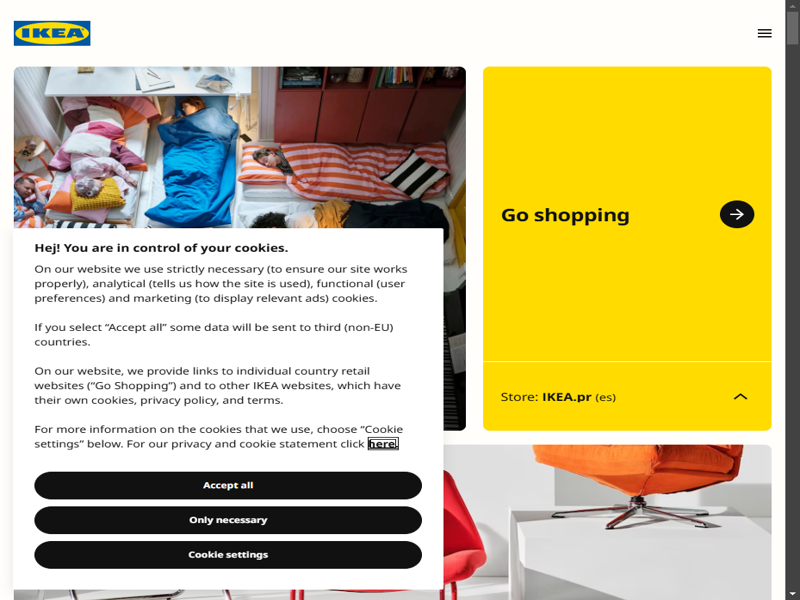 IKEA
Go shopping
Store: IKEA.pr (es)
Hej! You are in control of your cookies.
On our website we use strictly necessary (to ensure our site works
properly), analytical (tells us how the site is used), functional (user
preferences) and marketing (to display relevant ads) cookies.
If you select “Accept all” some data will be sent to third (non-EU)
countries.
On our website, we provide links to individual country retail
websites (“Go Shopping”) and to other IKEA websites, which have
their own cookies, privacy policy, and terms.
For more information on the cookies that we use, choose “Cookie
settings” below. For our privacy and cookie statement click here.
Accept all
Only necessary
Cookie settings